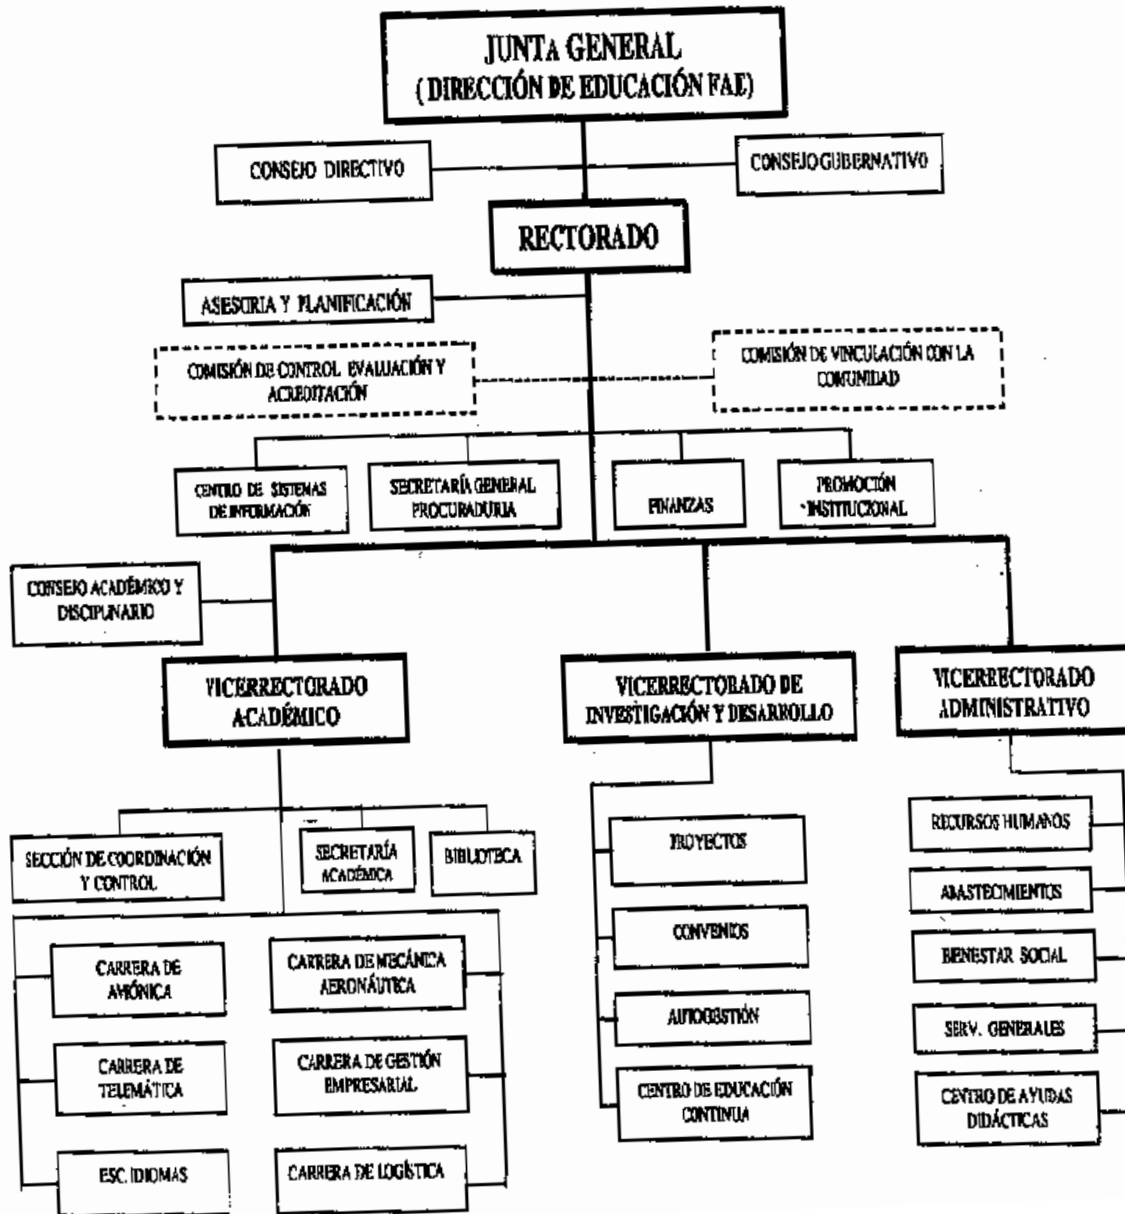 JUNTA GENERAL
( DIRECCIÓN DE EDUCACIÓN FAE)
CONSEJO DIRECTIVO
CONSEJO GUBERNATIVO
RECTORADO
ASESORIA Y PLANIFICACIÓN
COMISIÓN DE CONTROL EVALUACIÓN Y
ACREDITACIÓN
COMISIÓN DE VINCULACIÓN CON LA
COMUNIDAD
CENTRO DE SISTEMAS
DE INFORMACIÓN
SECRETARÍA GENERAL
PROCURADURIA
FINANZAS
PROMOCIÓN
INSTITUCIONAL
CONSEJO ACADÉMICO Y
DISCIPLINARIO
VICERRECTORADO
ACADÉMICO
VICERRECTORADO DE
INVESTIGACIÓN Y DESARROLLO
VICERRECTORADO
ADMINISTRATIVO
SECCIÓN DE COORDINACIÓN
Y CONTROL
SECRETARÍA
ACADÉMICA
BIBLIOTECA
CARRERA DE
AVIÓNICA
CARRERA DE MECÁNICA
AERONÁUTICA
CARRERA DE
TELEMÁTICA
CARRERA DE GESTIÓN
EMPRESARIAL
ESC. IDIOMAS
CARRERA DE LOGÍSTICA
PROYECTOS
CONVENIOS
AUTOGESTIÓN
CENTRO DE EDUCACIÓN
CONTINUA
RECURSOS HUMANOS
ABASTECIMIENTOS
BIENESTAR SOCIAL
SERV. GENERALES
CENTRO DE AYUDAS
DIDÁCTICAS